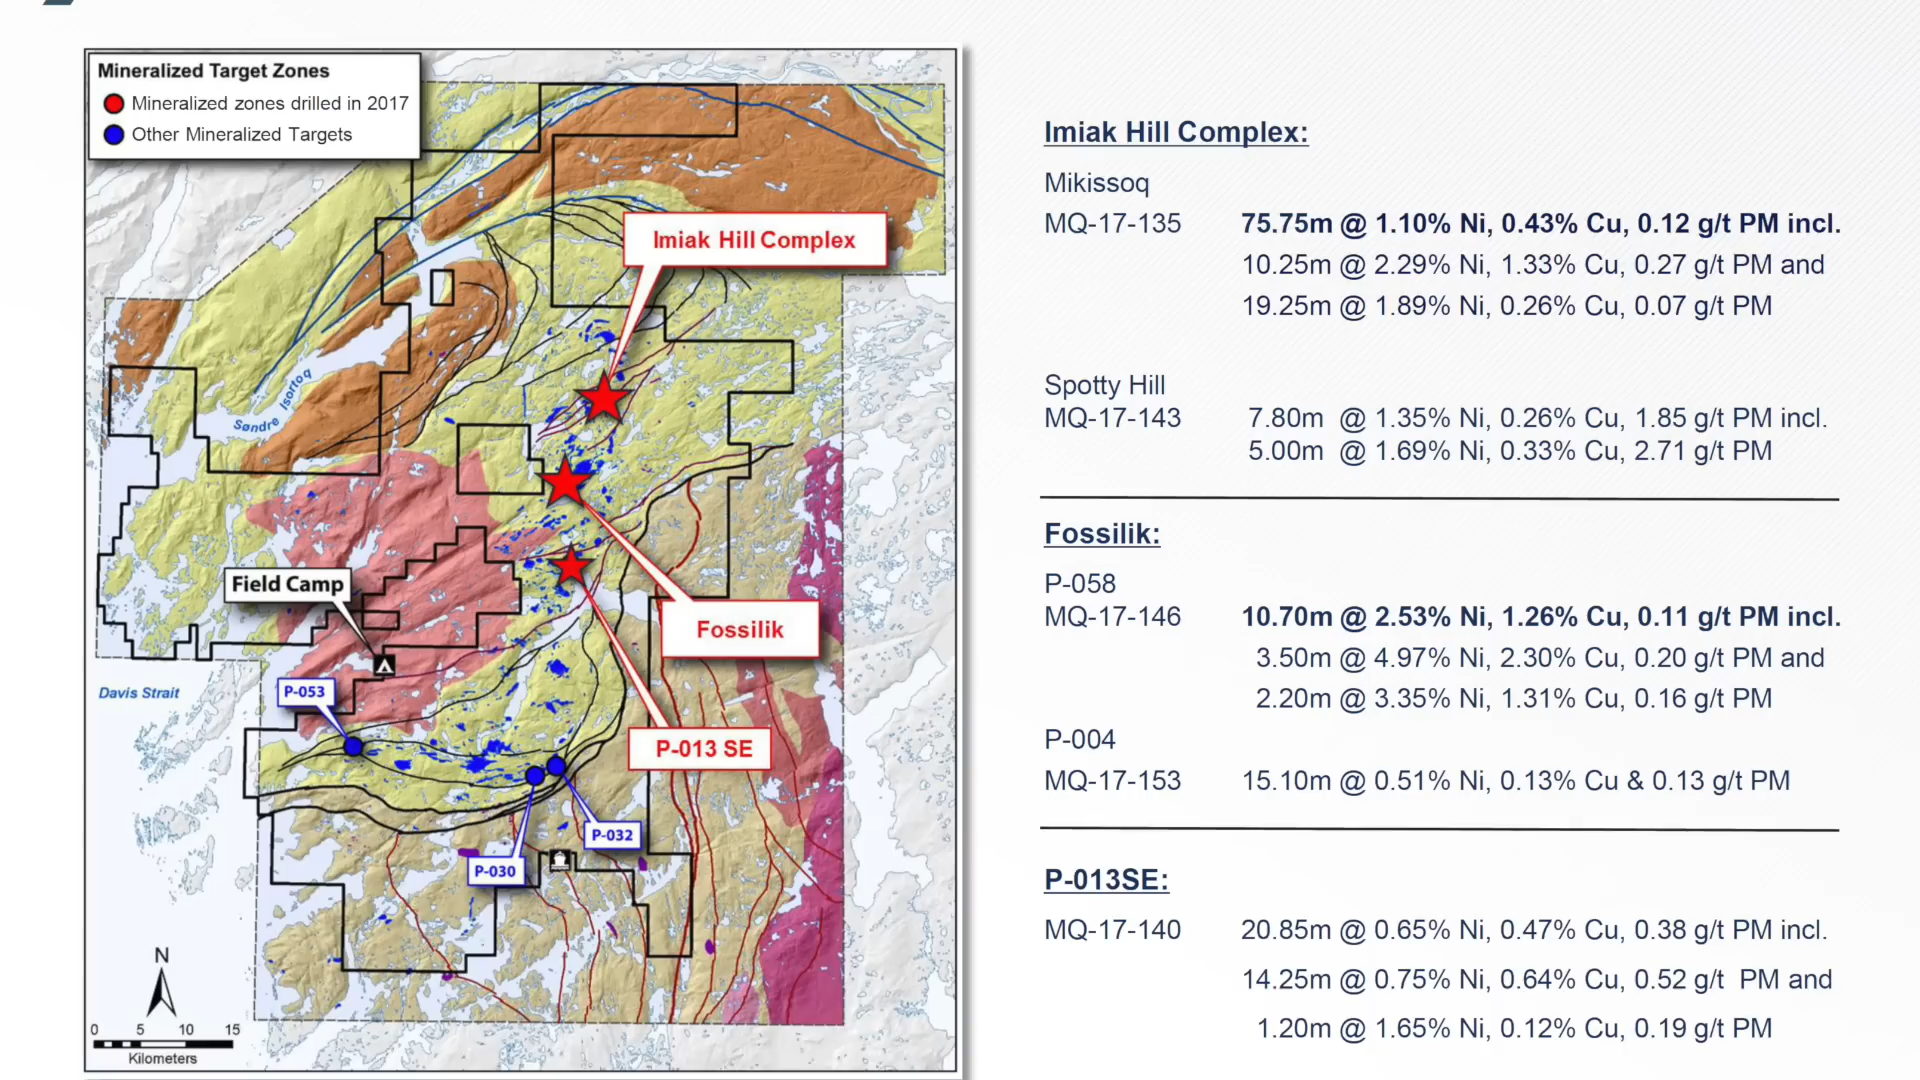 Mineralized Target Zones
Mineralized zones drilled in 2017
Other Mineralized Targets
Imiak Hill Complex
Søndre Isortoq
Field Camp
Fossilik
Davis Strait
P-053
P-013 SE
P-032
P-030
N
0 5 10 15
Kilometers
Imiak Hill Complex:
Mikissoq
MQ-17-135 75.75m @ 1.10% Ni, 0.43% Cu, 0.12 g/t PM incl.
10.25m @ 2.29% Ni, 1.33% Cu, 0.27 g/t PM and
19.25m @ 1.89% Ni, 0.26% Cu, 0.07 g/t PM
Spotty Hill
MQ-17-143 7.80m @ 1.35% Ni, 0.26% Cu, 1.85 g/t PM incl.
5.00m @ 1.69% Ni, 0.33% Cu, 2.71 g/t PM
Fossilik:
P-058
MQ-17-146 10.70m @ 2.53% Ni, 1.26% Cu, 0.11 g/t PM incl.
3.50m @ 4.97% Ni, 2.30% Cu, 0.20 g/t PM and
2.20m @ 3.35% Ni, 1.31% Cu, 0.16 g/t PM
P-004
MQ-17-153 15.10m @ 0.51% Ni, 0.13% Cu & 0.13 g/t PM
P-013SE:
MQ-17-140 20.85m @ 0.65% Ni, 0.47% Cu, 0.38 g/t PM incl.
14.25m @ 0.75% Ni, 0.64% Cu, 0.52 g/t PM and
1.20m @ 1.65% Ni, 0.12% Cu, 0.19 g/t PM